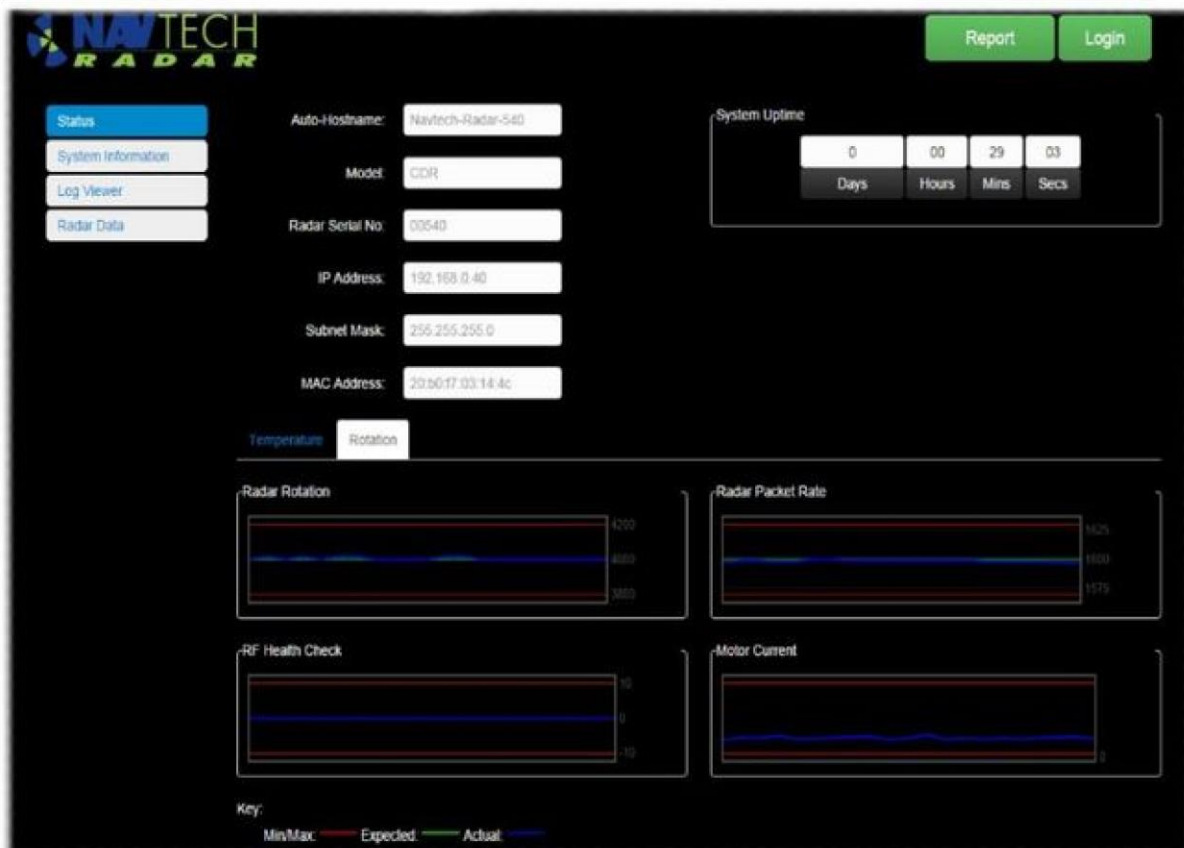 NAVTECH
RADAR
Report
Login
Status
System Information
Log Viewer
Radar Data
Auto-Hostname: Navtech-Radar-540
Model: CDR
Radar Serial No: 00540
IP Address: 192.168.0.40
Subnet Mask: 255.255.255.0
MAC Address: 20:b0:f7:03:14:4c
System Uptime
0 00 29 03
Days Hours Mins Secs
Temperature Rotation
Radar Rotation
4200
4000
3800
Radar Packet Rate
1625
1600
1575
RF Health Check
10
0
-10
Motor Current
0
Key:
Min/Max: Expected: Actual: